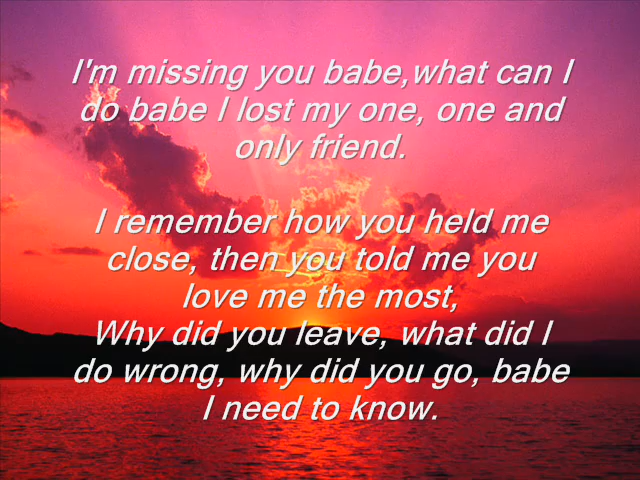 I'm missing you babe,what can I
do babe I lost my one, one and
only friend.
I remember how you held me
close, then you told me you
love me the most,
Why did you leave, what did I
do wrong, why did you go, babe
I need to know.